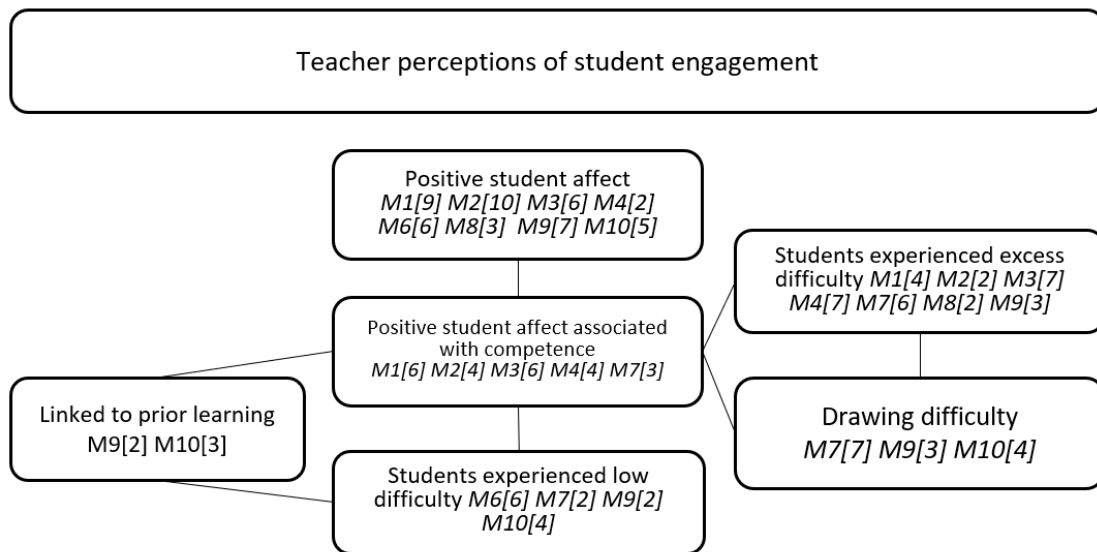 Teacher perceptions of student engagement
Positive student affect
M1[9] M2[10] M3[6] M4[2]
M6[6] M8[3] M9[7] M10[5]
Students experienced excess
difficulty M1[4] M2[2] M3[7]
M4[7] M7[6] M8[2] M9[3]
Positive student affect associated
with competence
M1[6] M2[4] M3[6] M4[4] M7[3]
Linked to prior learning
M9[2] M10[3]
Drawing difficulty
M7[7] M9[3] M10[4]
Students experienced low
difficulty M6[6] M7[2] M9[2]
M10[4]